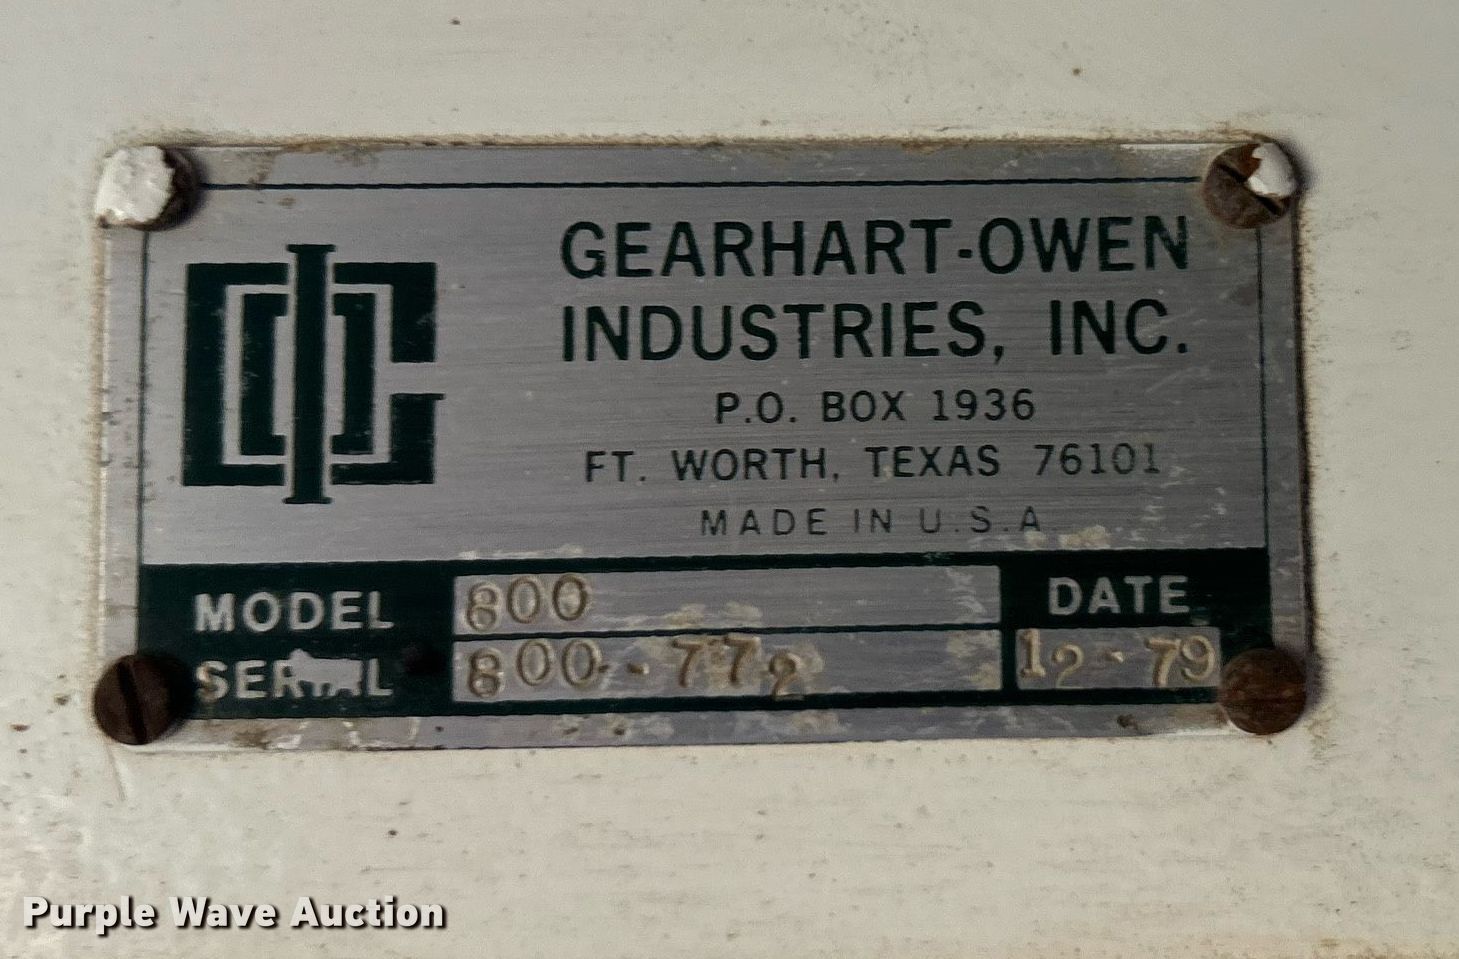 GEARHART-OWEN
INDUSTRIES, INC.
P.O. BOX 1936
FT. WORTH, TEXAS 76101
MADE IN U.S.A.
MODEL 800 DATE
SERIAL 800--772 12-79
Purple Wave Auction